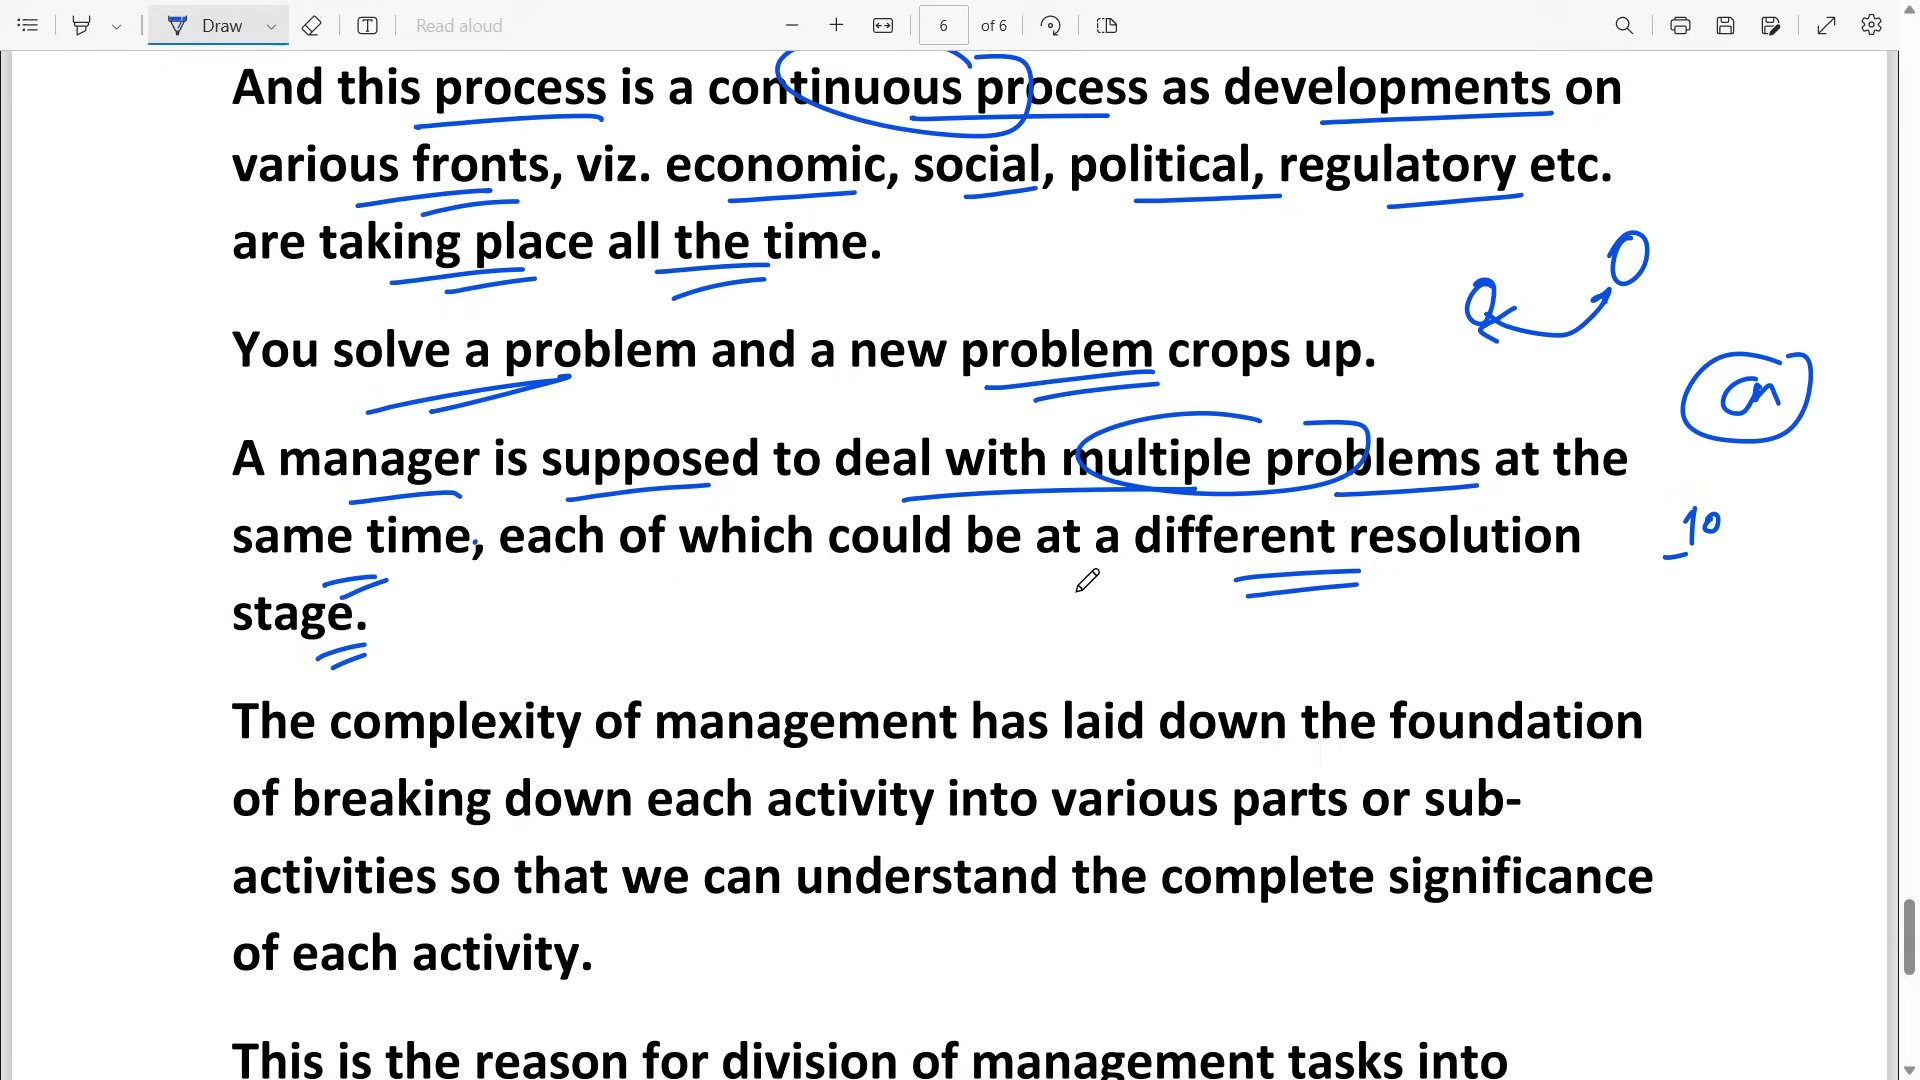 Draw
Read aloud
6 of 6
And this process is a continuous process as developments on
various fronts, viz. economic, social, political, regulatory etc.
are taking place all the time.
You solve a problem and a new problem crops up.
A manager is supposed to deal with multiple problems at the
same time, each of which could be at a different resolution
10
stage.
The complexity of management has laid down the foundation
of breaking down each activity into various parts or sub-
activities so that we can understand the complete significance
of each activity.
This is the reason for division of management tasks into